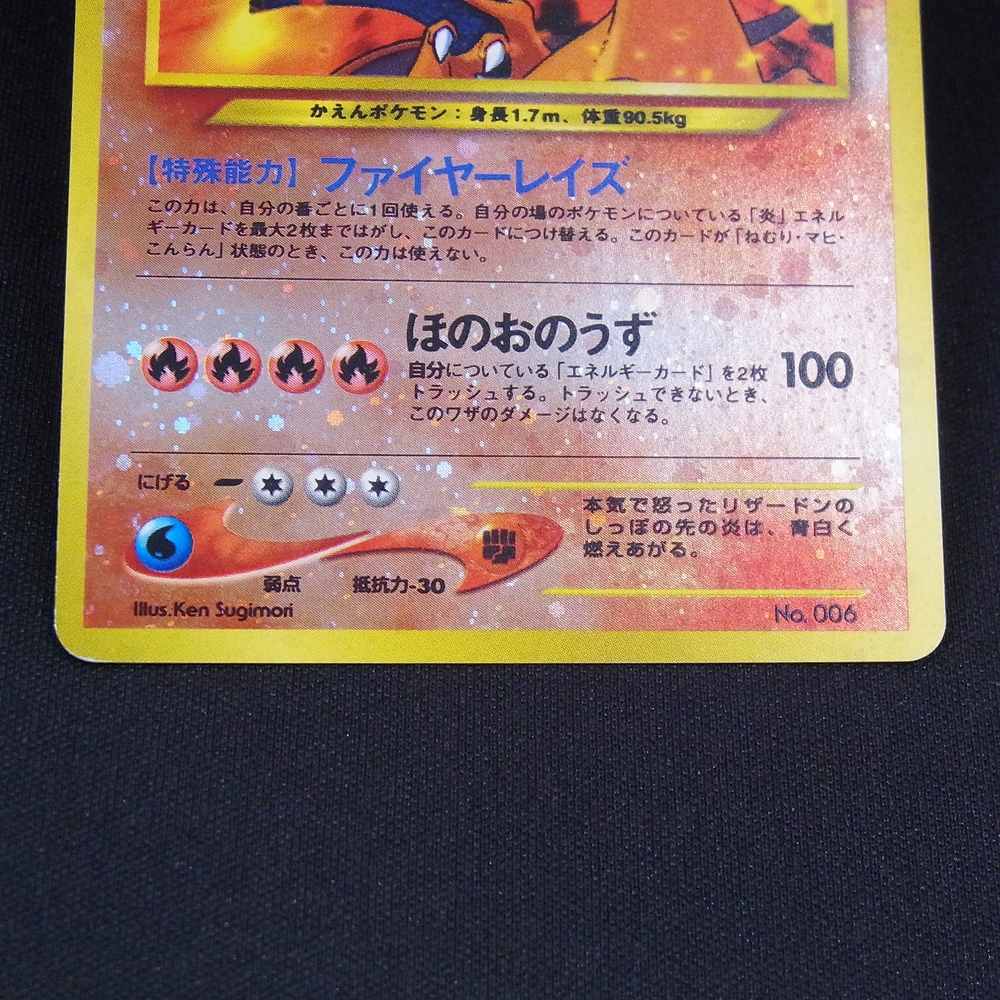 かえんポケモン：身長1.7m、体重90.5kg
【特殊能力】ファイヤーレイズ
この力は、自分の番ごとに1回使える。自分の場のポケモンについている「炎」エネル
ギーカードを最大2枚まではがし、このカードにつけ替える。このカードが「ねむり・マヒ・
こんらん」状態のとき、この力は使えない。
ほのおのうず
自分についている「エネルギーカード」を2枚
トラッシュする。トラッシュできないとき、
このワザのダメージはなくなる。
100
にげる
本気で怒ったリザードンの
しっぽの先の炎は、青白く
燃えあがる。
弱点 抵抗力-30
Illus.Ken Sugimori
No. 006